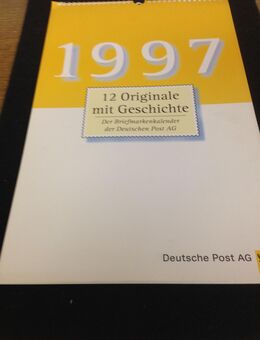 1997
12 Originale
mit Geschichte
Der Briefmarkenkalender
der Deutschen Post AG
Deutsche Post AG